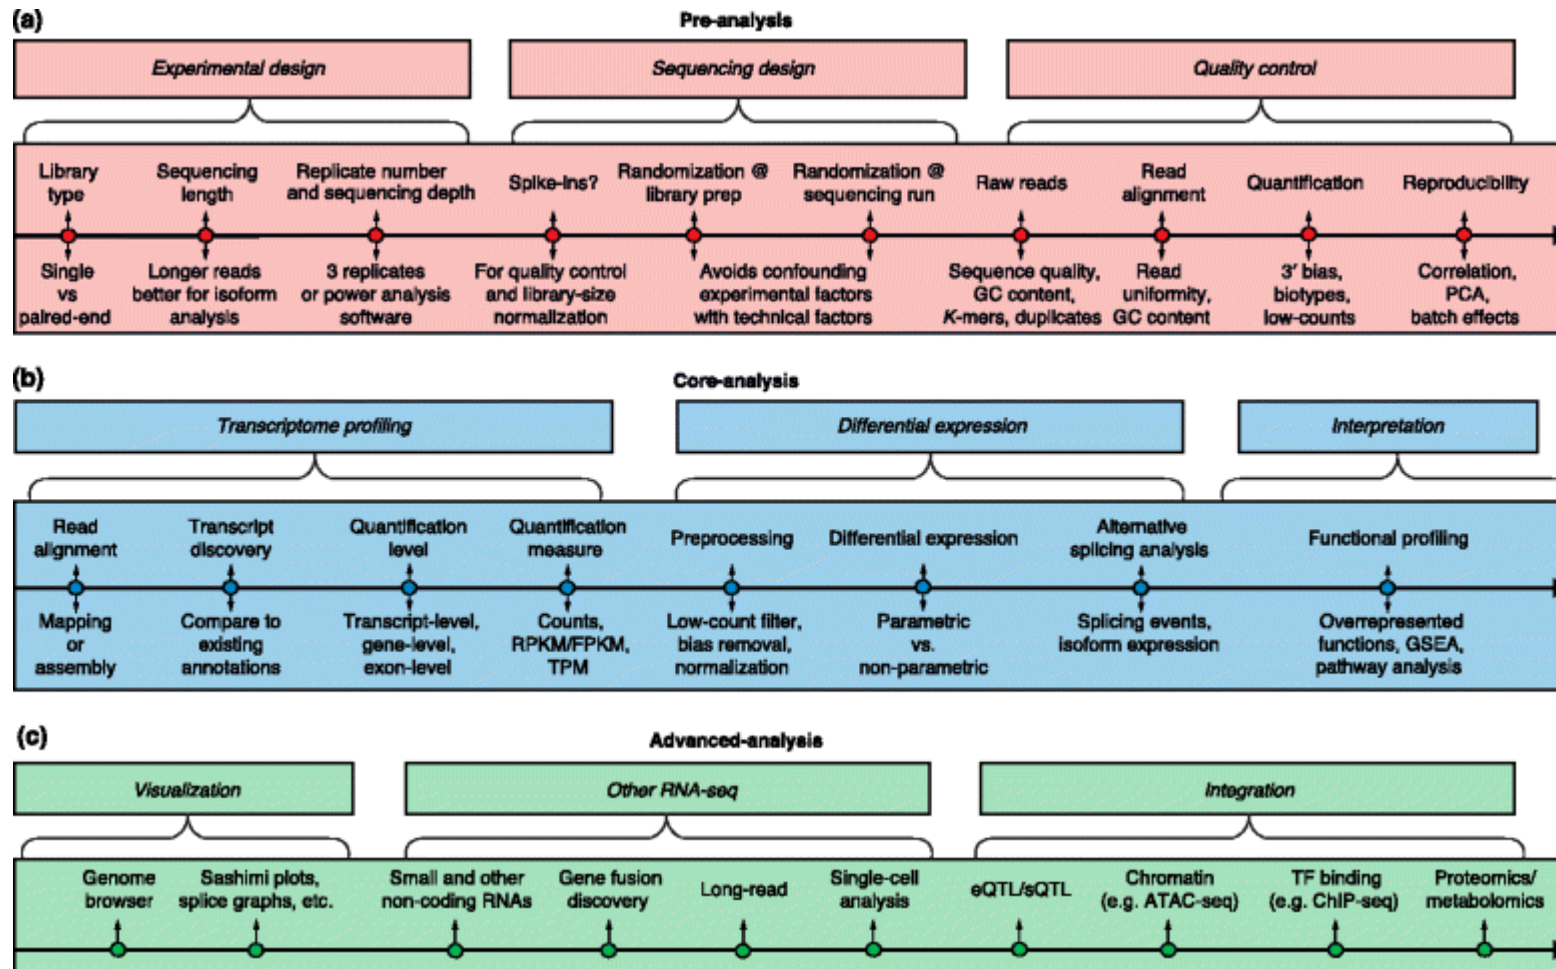 (a)
Pre-analysis
Experimental design
Sequencing design
Quality control
Library
type
Sequencing
length
Replicate number
and sequencing depth
Spike-ins?
Randomization @
library prep
Randomization @
sequencing run
Raw reads
Read
alignment
Quantification
Reproducibility
Single
vs
paired-end
Longer reads
better for isoform
analysis
3 replicates
or power analysis
software
For quality control
and library-size
normalization
Avoids confounding
experimental factors
with technical factors
Sequence quality,
GC content,
K-mers, duplicates
Read
uniformity,
GC content
3′ bias,
biotypes,
low-counts
Correlation,
PCA,
batch effects
(b)
Core-analysis
Transcriptome profiling
Differential expression
Interpretation
Read
alignment
Transcript
discovery
Quantification
level
Quantification
measure
Preprocessing
Differential expression
Alternative
splicing analysis
Functional profiling
Mapping
or
assembly
Compare to
existing
annotations
Transcript-level,
gene-level,
exon-level
Counts,
RPKM/FPKM,
TPM
Low-count filter,
bias removal,
normalization
Parametric
vs.
non-parametric
Splicing events,
isoform expression
Overrepresented
functions, GSEA,
pathway analysis
(c)
Advanced-analysis
Visualization
Other RNA-seq
Integration
Genome
browser
Sashimi plots,
splice graphs, etc.
Small and other
non-coding RNAs
Gene fusion
discovery
Long-read
Single-cell
analysis
eQTL/sQTL
Chromatin
(e.g. ATAC-seq)
TF binding
(e.g. ChIP-seq)
Proteomics/
metabolomics